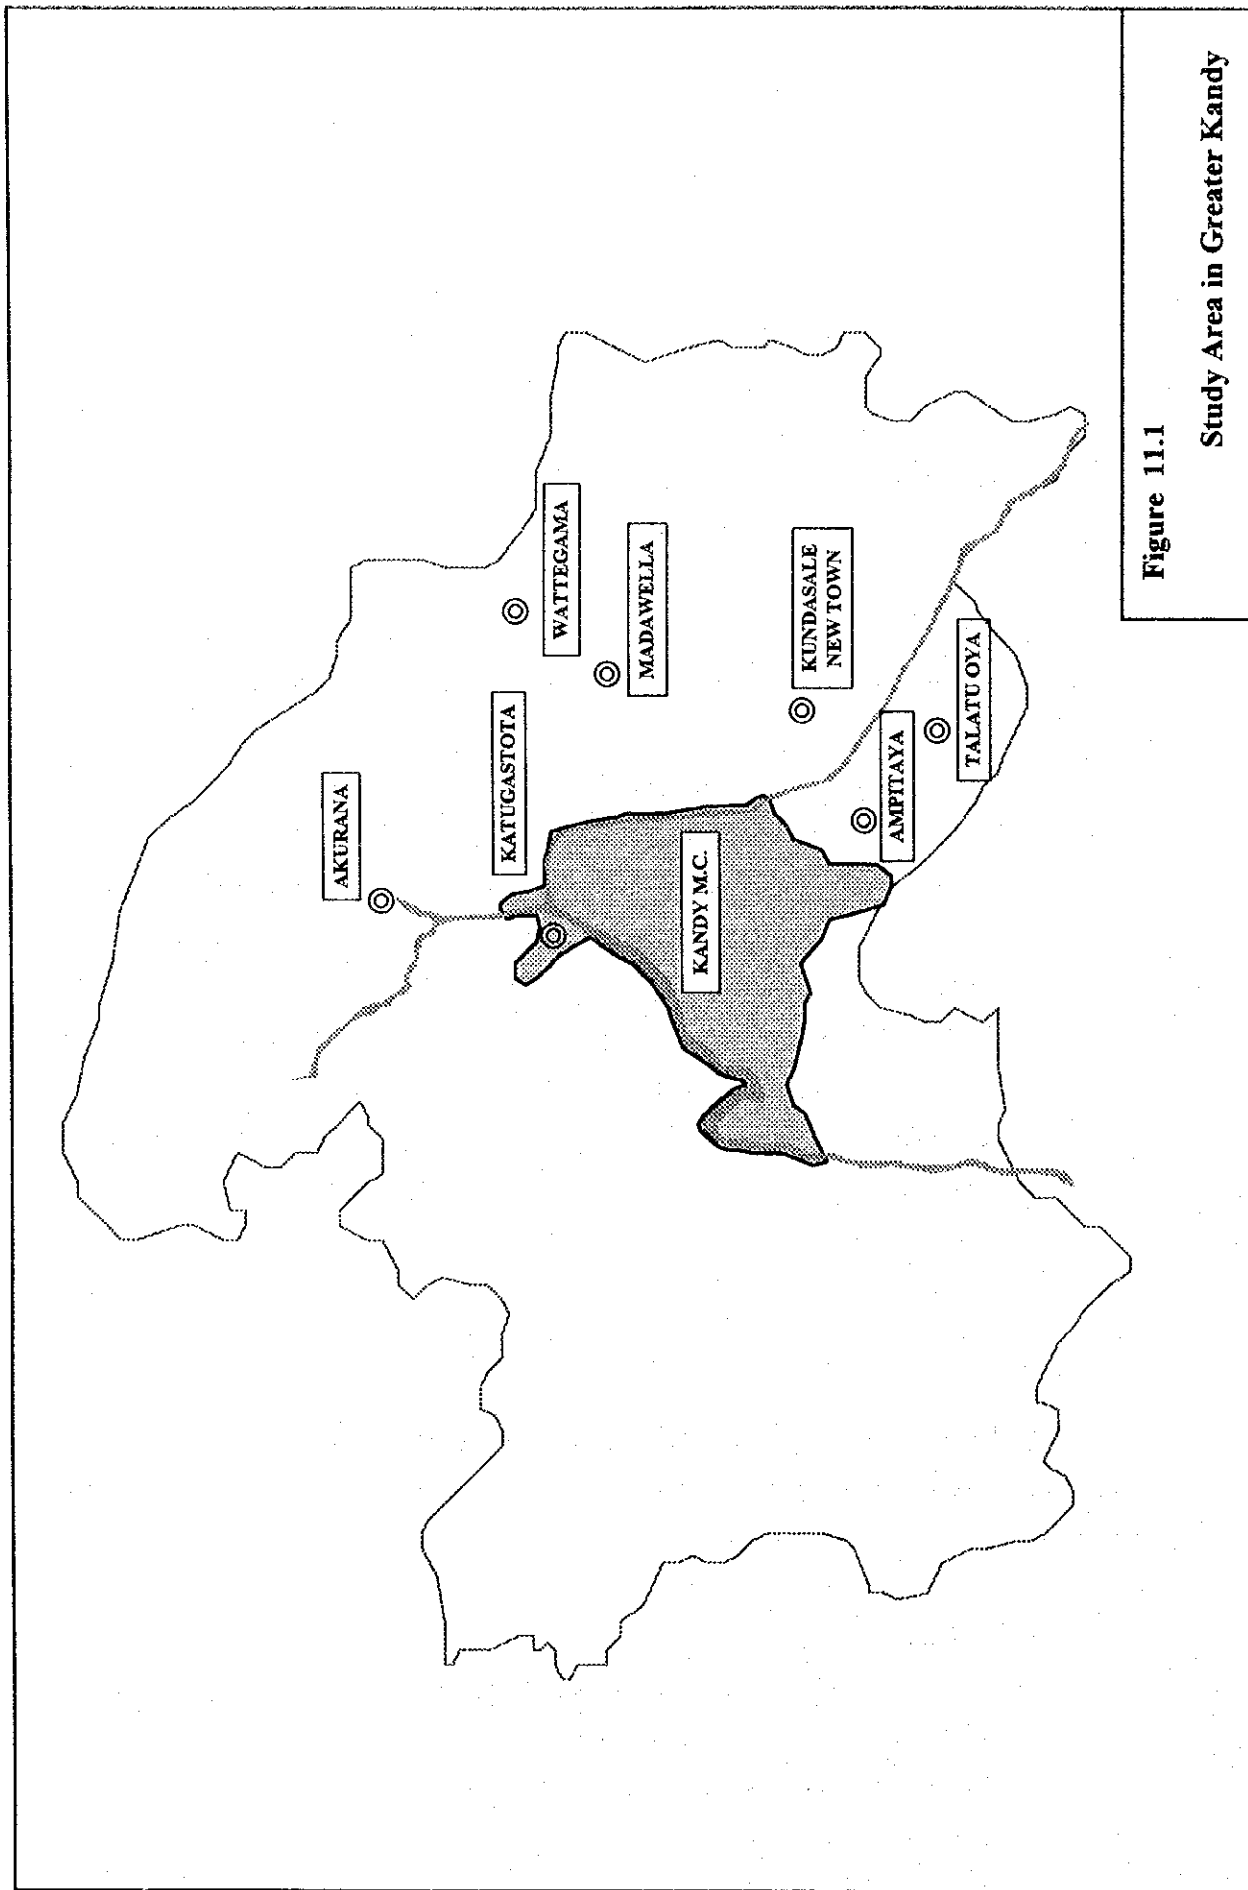 AKURANA
KATUGASTOTA
WATTEGAMA
MADAWELLA
KANDY M.C.
KUNDASALE
NEW TOWN
AMPITAYA
TALATU OYA
Figure 11.1
Study Area in Greater Kandy